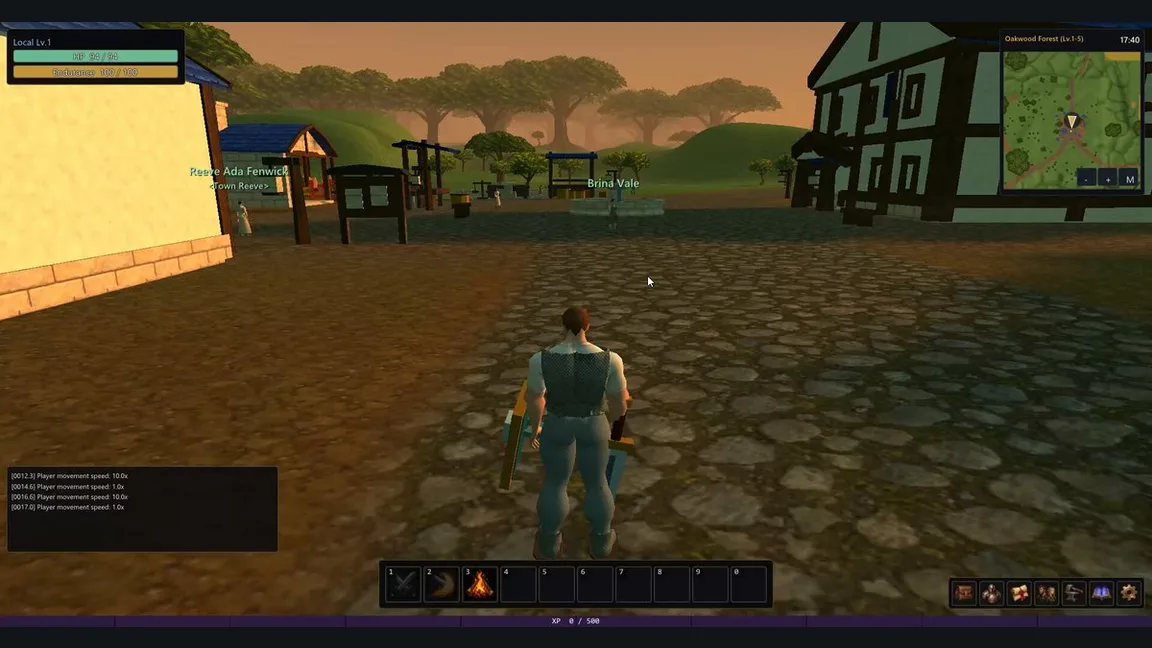 Local Lv.1
HP 94 / 94
Endurance 100 / 100
Oakwood Forest (Lv.1-5)
17:40
- + M
Reeve Ada Fenwick
<Town Reeve>
Brina Vale
[0012.3] Player movement speed: 10.0x
[0014.6] Player movement speed: 1.0x
[0016.6] Player movement speed: 10.0x
[0017.0] Player movement speed: 1.0x
1 2 3 4 5 6 7 8 9 0
XP 0 / 500